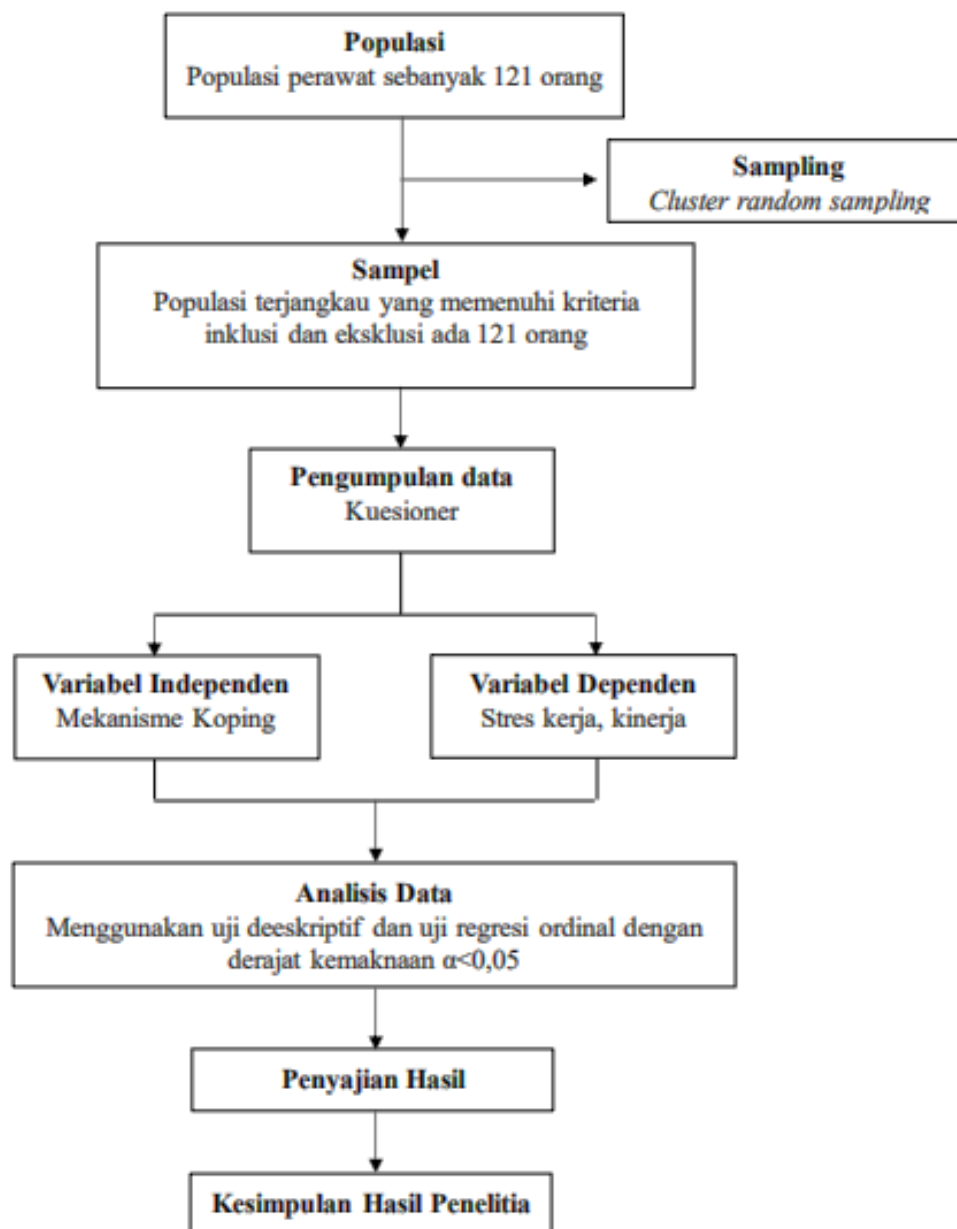 Populasi
Populasi perawat sebanyak 121 orang
Sampling
Cluster random sampling
Sampel
Populasi terjangkau yang memenuhi kriteria
inklusi dan eksklusi ada 121 orang
Pengumpulan data
Kuesioner
Variabel Independen
Mekanisme Koping
Variabel Dependen
Stres kerja, kinerja
Analisis Data
Menggunakan uji deeskriptif dan uji regresi ordinal dengan
derajat kemaknaan α<0,05
Penyajian Hasil
Kesimpulan Hasil Penelitia